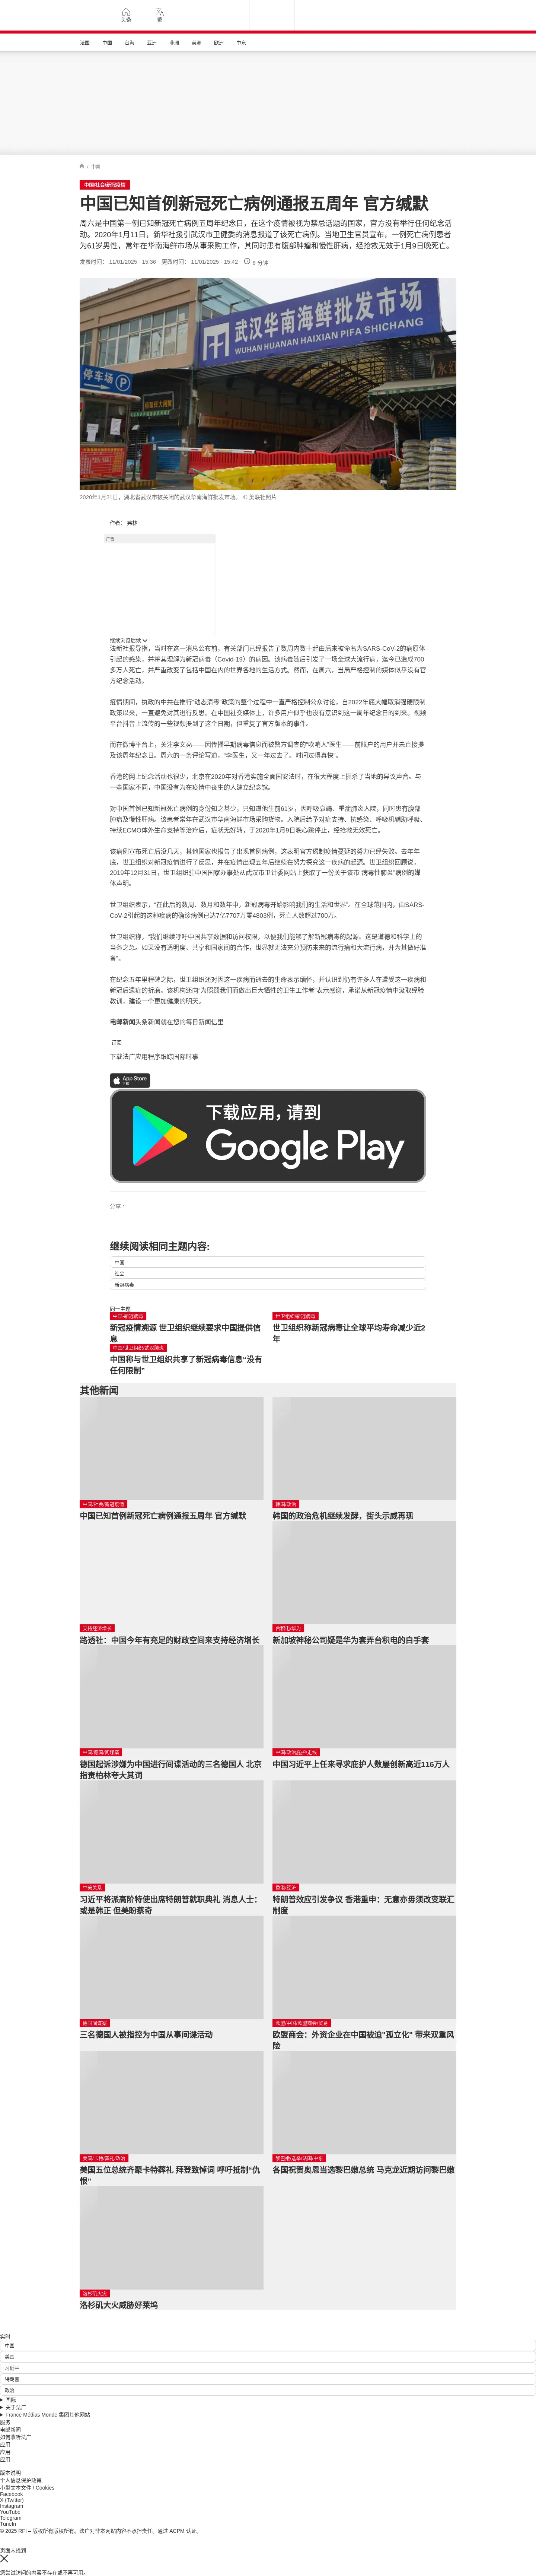 头条
繁
法国
中国
台海
亚洲
非洲
美洲
欧洲
中东
/ 中国
中国/社会/新冠疫情
中国已知首例新冠死亡病例通报五周年 官方缄默
周六是中国第一例已知新冠死亡病例五周年纪念日，在这个疫情被视为禁忌话题的国家，官方没有举行任何纪念活
动。2020年1月11日，新华社援引武汉市卫健委的消息报道了该死亡病例。当地卫生官员宣布，一例死亡病例患者
为61岁男性，常年在华南海鲜市场从事采购工作，其同时患有腹部肿瘤和慢性肝病，经抢救无效于1月9日晚死亡。
发表时间： 11/01/2025 - 15:36 更改时间： 11/01/2025 - 15:42 8 分钟
武汉华南海鲜批发市场
WUHAN HUANAN HAIXIAN PIFA SHICHANG
停车场
P
2020年1月21日，湖北省武汉市被关闭的武汉华南海鲜批发市场。 © 美联社照片
作者： 弗林
广告
继续浏览后续
法新社报导指，当时在这一消息公布前，有关部门已经报告了数周内数十起由后来被命名为SARS-CoV-2的病原体
引起的感染，并将其理解为新冠病毒（Covid-19）的病因。该病毒随后引发了一场全球大流行病，迄今已造成700
多万人死亡，并严重改变了包括中国在内的世界各地的生活方式。然而，在周六，当局严格控制的媒体似乎没有官
方纪念活动。
疫情期间，执政的中共在推行“动态清零”政策的整个过程中一直严格控制公众讨论，自2022年底大幅取消强硬限制
政策以来，一直避免对其进行反思。在中国社交媒体上，许多用户似乎也没有意识到这一周年纪念日的到来。视频
平台抖音上流传的一些视频提到了这个日期，但重复了官方版本的事件。
而在微博平台上，关注李文亮——因传播早期病毒信息而被警方调查的“吹哨人”医生——前账户的用户并未直接提
及该周年纪念日。周六的一条评论写道，“李医生，又一年过去了。时间过得真快”。
香港的网上纪念活动也很少，北京在2020年对香港实施全面国安法时，在很大程度上扼杀了当地的异议声音。与
一些国家不同，中国没有为在疫情中丧生的人建立纪念馆。
对中国首例已知新冠死亡病例的身份知之甚少，只知道他生前61岁，因呼吸衰竭、重症肺炎入院，同时患有腹部
肿瘤及慢性肝病。该患者常年在武汉市华南海鲜市场采购货物。入院后给予对症支持、抗感染、呼吸机辅助呼吸、
持续ECMO体外生命支持等治疗后，症状无好转，于2020年1月9日晚心跳停止，经抢救无效死亡。
该病例宣布死亡后没几天，其他国家也报告了出现首例病例，这表明官方遏制疫情蔓延的努力已经失败。去年年
底，世卫组织对新冠疫情进行了反思，并在疫情出现五年后继续在努力探究这一疾病的起源。世卫组织回顾说，
2019年12月31日，世卫组织驻中国国家办事处从武汉市卫计委网站上获取了一份关于该市“病毒性肺炎”病例的媒
体声明。
世卫组织表示，“在此后的数周、数月和数年中，新冠病毒开始影响我们的生活和世界”。在全球范围内，由SARS-
CoV-2引起的这种疾病的确诊病例已达7亿7707万零4803例，死亡人数超过700万。
世卫组织称，“我们继续呼吁中国共享数据和访问权限，以便我们能够了解新冠病毒的起源。这是道德和科学上的
当务之急。如果没有透明度、共享和国家间的合作，世界就无法充分预防未来的流行病和大流行病，并为其做好准
备”。
在纪念五年里程碑之际，世卫组织还对因这一疾病而逝去的生命表示缅怀，并认识到仍有许多人在遭受这一疾病和
新冠后遗症的折磨。该机构还向“为照顾我们而做出巨大牺牲的卫生工作者”表示感谢，承诺从新冠疫情中汲取经验
教训，建设一个更加健康的明天。
电邮新闻头条新闻就在您的每日新闻信里
订阅
下载法广应用程序跟踪国际时事
App Store
下载应用，请到
Google Play
分享 :
继续阅读相同主题内容:
中国
社会
新冠病毒
同一主题
中国-新冠病毒
新冠疫情溯源 世卫组织继续要求中国提供信
息
世卫组织/新冠病毒
世卫组织称新冠病毒让全球平均寿命减少近2
年
中国/世卫组织/武汉肺炎
中国称与世卫组织共享了新冠病毒信息“没有
任何限制”
其他新闻
中国/社会/新冠疫情
中国已知首例新冠死亡病例通报五周年 官方缄默
韩国/政治
韩国的政治危机继续发酵，街头示威再现
支持经济增长
路透社：中国今年有充足的财政空间来支持经济增长
台积电/华为
新加坡神秘公司疑是华为套弄台积电的白手套
中国/德国/间谍案
德国起诉涉嫌为中国进行间谍活动的三名德国人 北京
指责柏林夸大其词
中国/政治庇护/走线
中国习近平上任来寻求庇护人数屡创新高近116万人
中美关系
习近平将派高阶特使出席特朗普就职典礼 消息人士：
或是韩正 但美盼蔡奇
香港/经济
特朗普效应引发争议 香港重申：无意亦毋须改变联汇
制度
德国间谍案
三名德国人被指控为中国从事间谍活动
欧盟/中国/欧盟商会/贸易
欧盟商会：外资企业在中国被迫"孤立化" 带来双重风
险
美国/卡特/葬礼/政治
美国五位总统齐聚卡特葬礼 拜登致悼词 呼吁抵制“仇
恨”
黎巴嫩/选举/法国/中东
各国祝贺奥恩当选黎巴嫩总统 马克龙近期访问黎巴嫩
洛杉矶火灾
洛杉矶大火威胁好莱坞
实时
中国
美国
习近平
特朗普
政治
国际
关于法广
France Médias Monde 集团其他网站
服务
电邮新闻
如何收听法广
应用
应用
应用
版本说明
个人信息保护政策
小型文本文件 / Cookies
Facebook
X (Twitter)
Instagram
YouTube
Telegram
TuneIn
© 2025 RFI – 版权所有版权所有。法广对非本网站内容不承担责任。通过 ACPM 认证。
页面未找到
您尝试访问的内容不存在或不再可用。